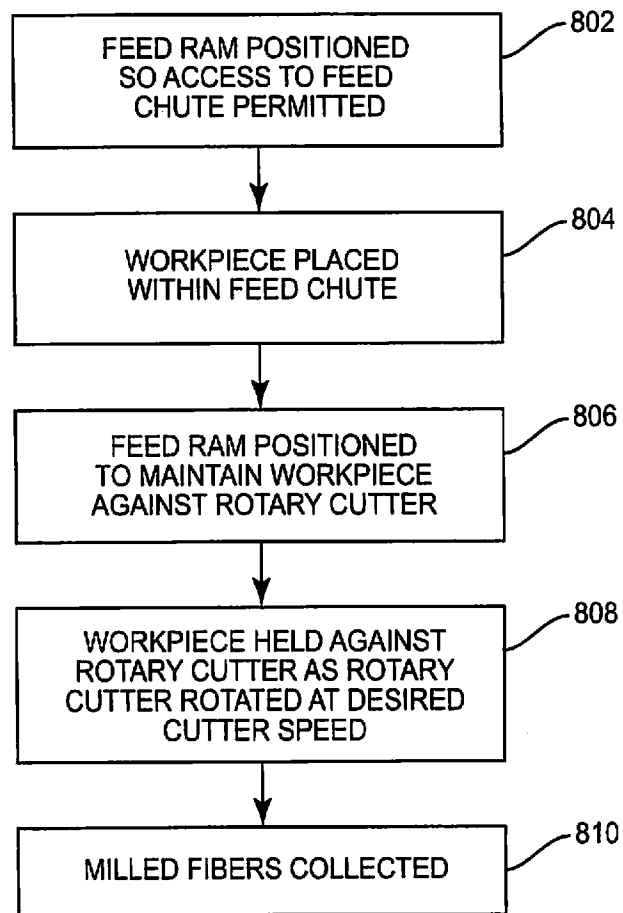 FEED RAM POSITIONED
SO ACCESS TO FEED
CHUTE PERMITTED
802
WORKPIECE PLACED
WITHIN FEED CHUTE
804
FEED RAM POSITIONED
TO MAINTAIN WORKPIECE
AGAINST ROTARY CUTTER
806
WORKPIECE HELD AGAINST
ROTARY CUTTER AS ROTARY
CUTTER ROTATED AT DESIRED
CUTTER SPEED
808
MILLED FIBERS COLLECTED
810